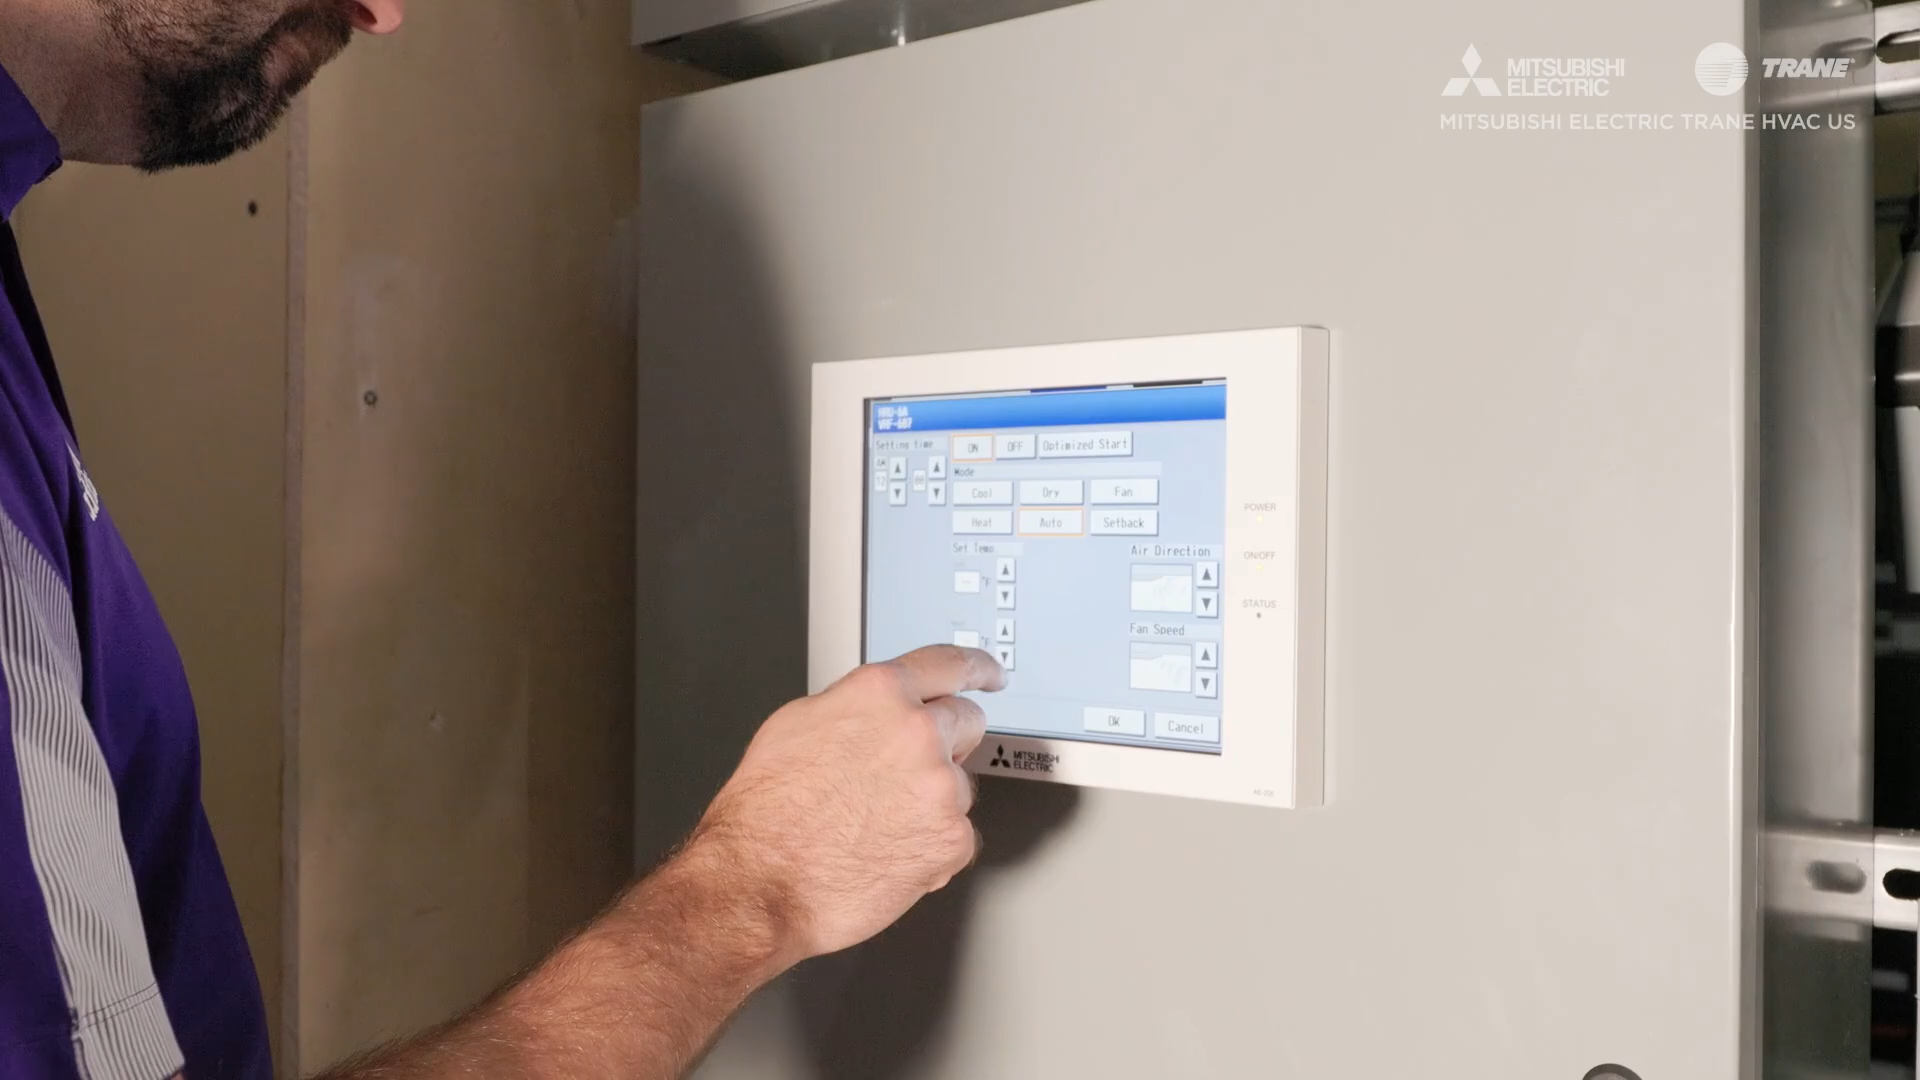 MITSUBISHI
ELECTRIC
TRANE
MITSUBISHI ELECTRIC TRANE HVAC US
Setting time
ON
OFF
Optimized Start
Mode
Cool
Dry
Fan
Heat
Auto
Setback
Set Temp
°F
°F
Air Direction
Fan Speed
OK
Cancel
POWER
ON/OFF
STATUS
MITSUBISHI
ELECTRIC